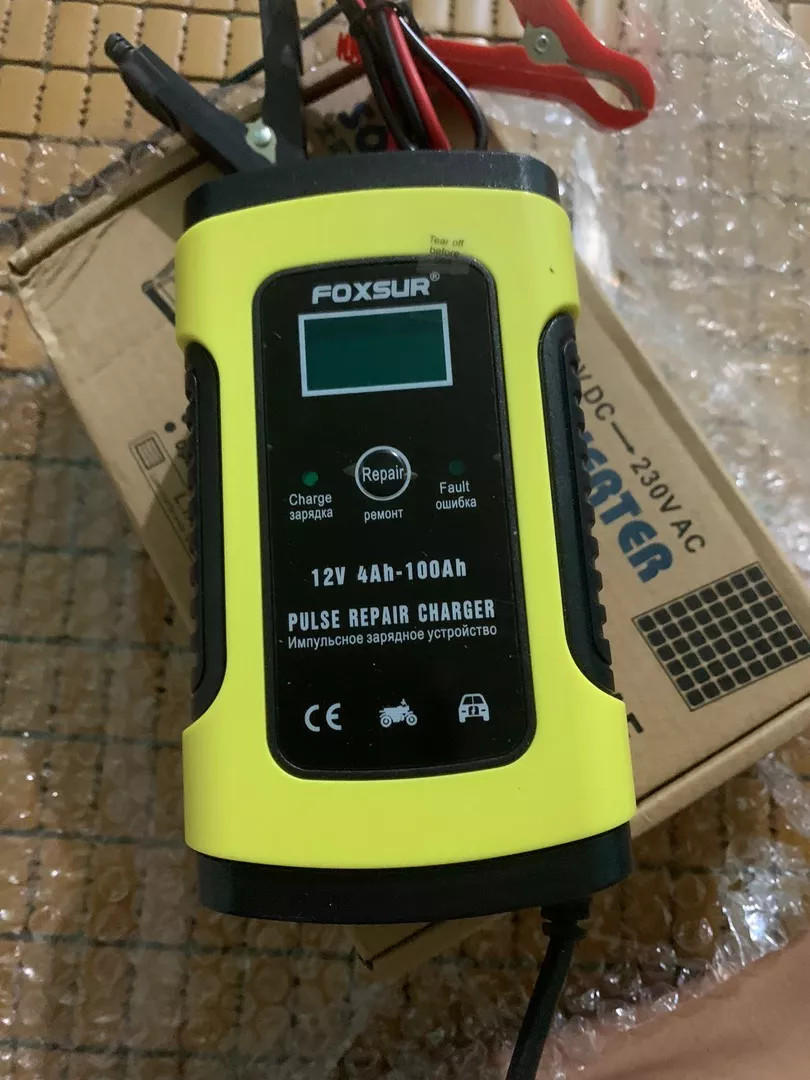 Tear off
before
FOXSUR®
Repair
Charge
зарядка
ремонт
Fault
ошибка
12V 4Ah-100Ah
PULSE REPAIR CHARGER
Импульсное зарядное устройство
CE
V DC — 230V AC
ERTER